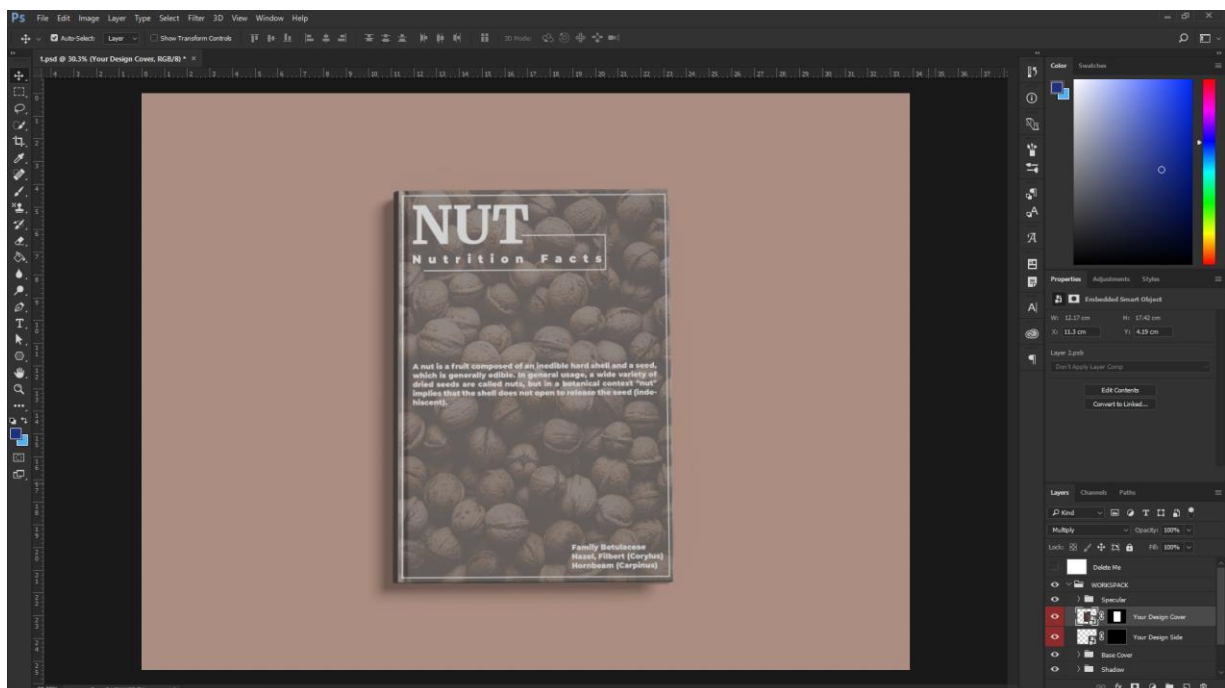 Ps File Edit Image Layer Type Select Filter 3D View Window Help
Auto-Select: Layer Show Transform Controls 3D Mode:
t.psd @ 30.3% (Your Design Cover, RGB/8) * ×
Color Swatches
NUT
Nutrition Facts
A nut is a fruit composed of an inedible hard shell and a seed,
which is generally edible. In general usage, a wide variety of
dried seeds are called nuts, but in a botanical context "nut"
implies that the shell does not open to release the seed (inde-
hiscent).
Family Betulaceae
Hazel, Filbert (Corylus)
Hornbeam (Carpinus)
Properties Adjustments Styles
Embedded Smart Object
W: 12.17 cm H: 17.42 cm
X: 11.3 cm Y: 4.19 cm
Layer 2.psb
Don't Apply Layer Comp
Edit Contents
Convert to Linked...
Layers Channels Paths
Kind
Multiply Opacity: 100%
Lock: Fill: 100%
Delete Me
WORKSPACK
Specular
Your Design Cover
Your Design Side
Base Cover
Shadow